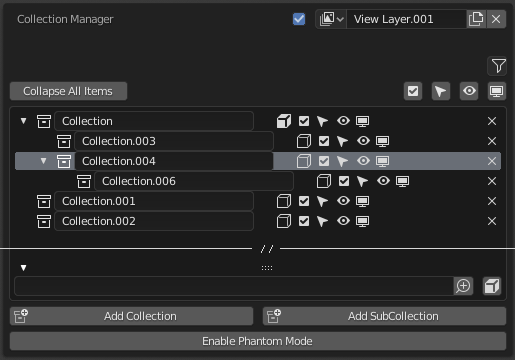 Collection Manager
View Layer.001
Collapse All Items
Collection
Collection.003
Collection.004
Collection.006
Collection.001
Collection.002
//
Add Collection Add SubCollection
Enable Phantom Mode